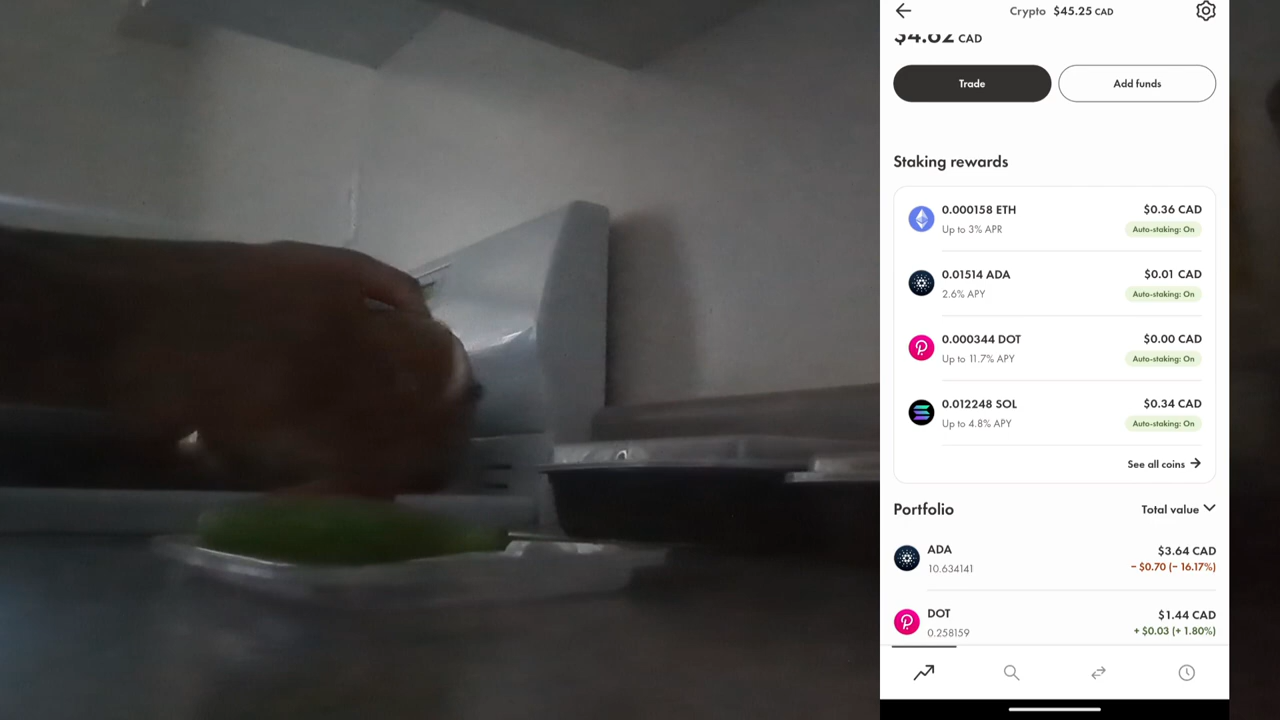 Crypto $45.25 CAD
$4.62 CAD
Trade
Add funds
Staking rewards
0.000158 ETH
$0.36 CAD
Up to 3% APR
Auto-staking: On
0.01514 ADA
$0.01 CAD
2.6% APY
Auto-staking: On
0.000344 DOT
$0.00 CAD
Up to 11.7% APY
Auto-staking: On
0.012248 SOL
$0.34 CAD
Up to 4.8% APY
Auto-staking: On
See all coins
Portfolio
Total value
ADA
$3.64 CAD
10.634141
− $0.70 (− 16.17%)
DOT
$1.44 CAD
0.258159
+ $0.03 (+ 1.80%)